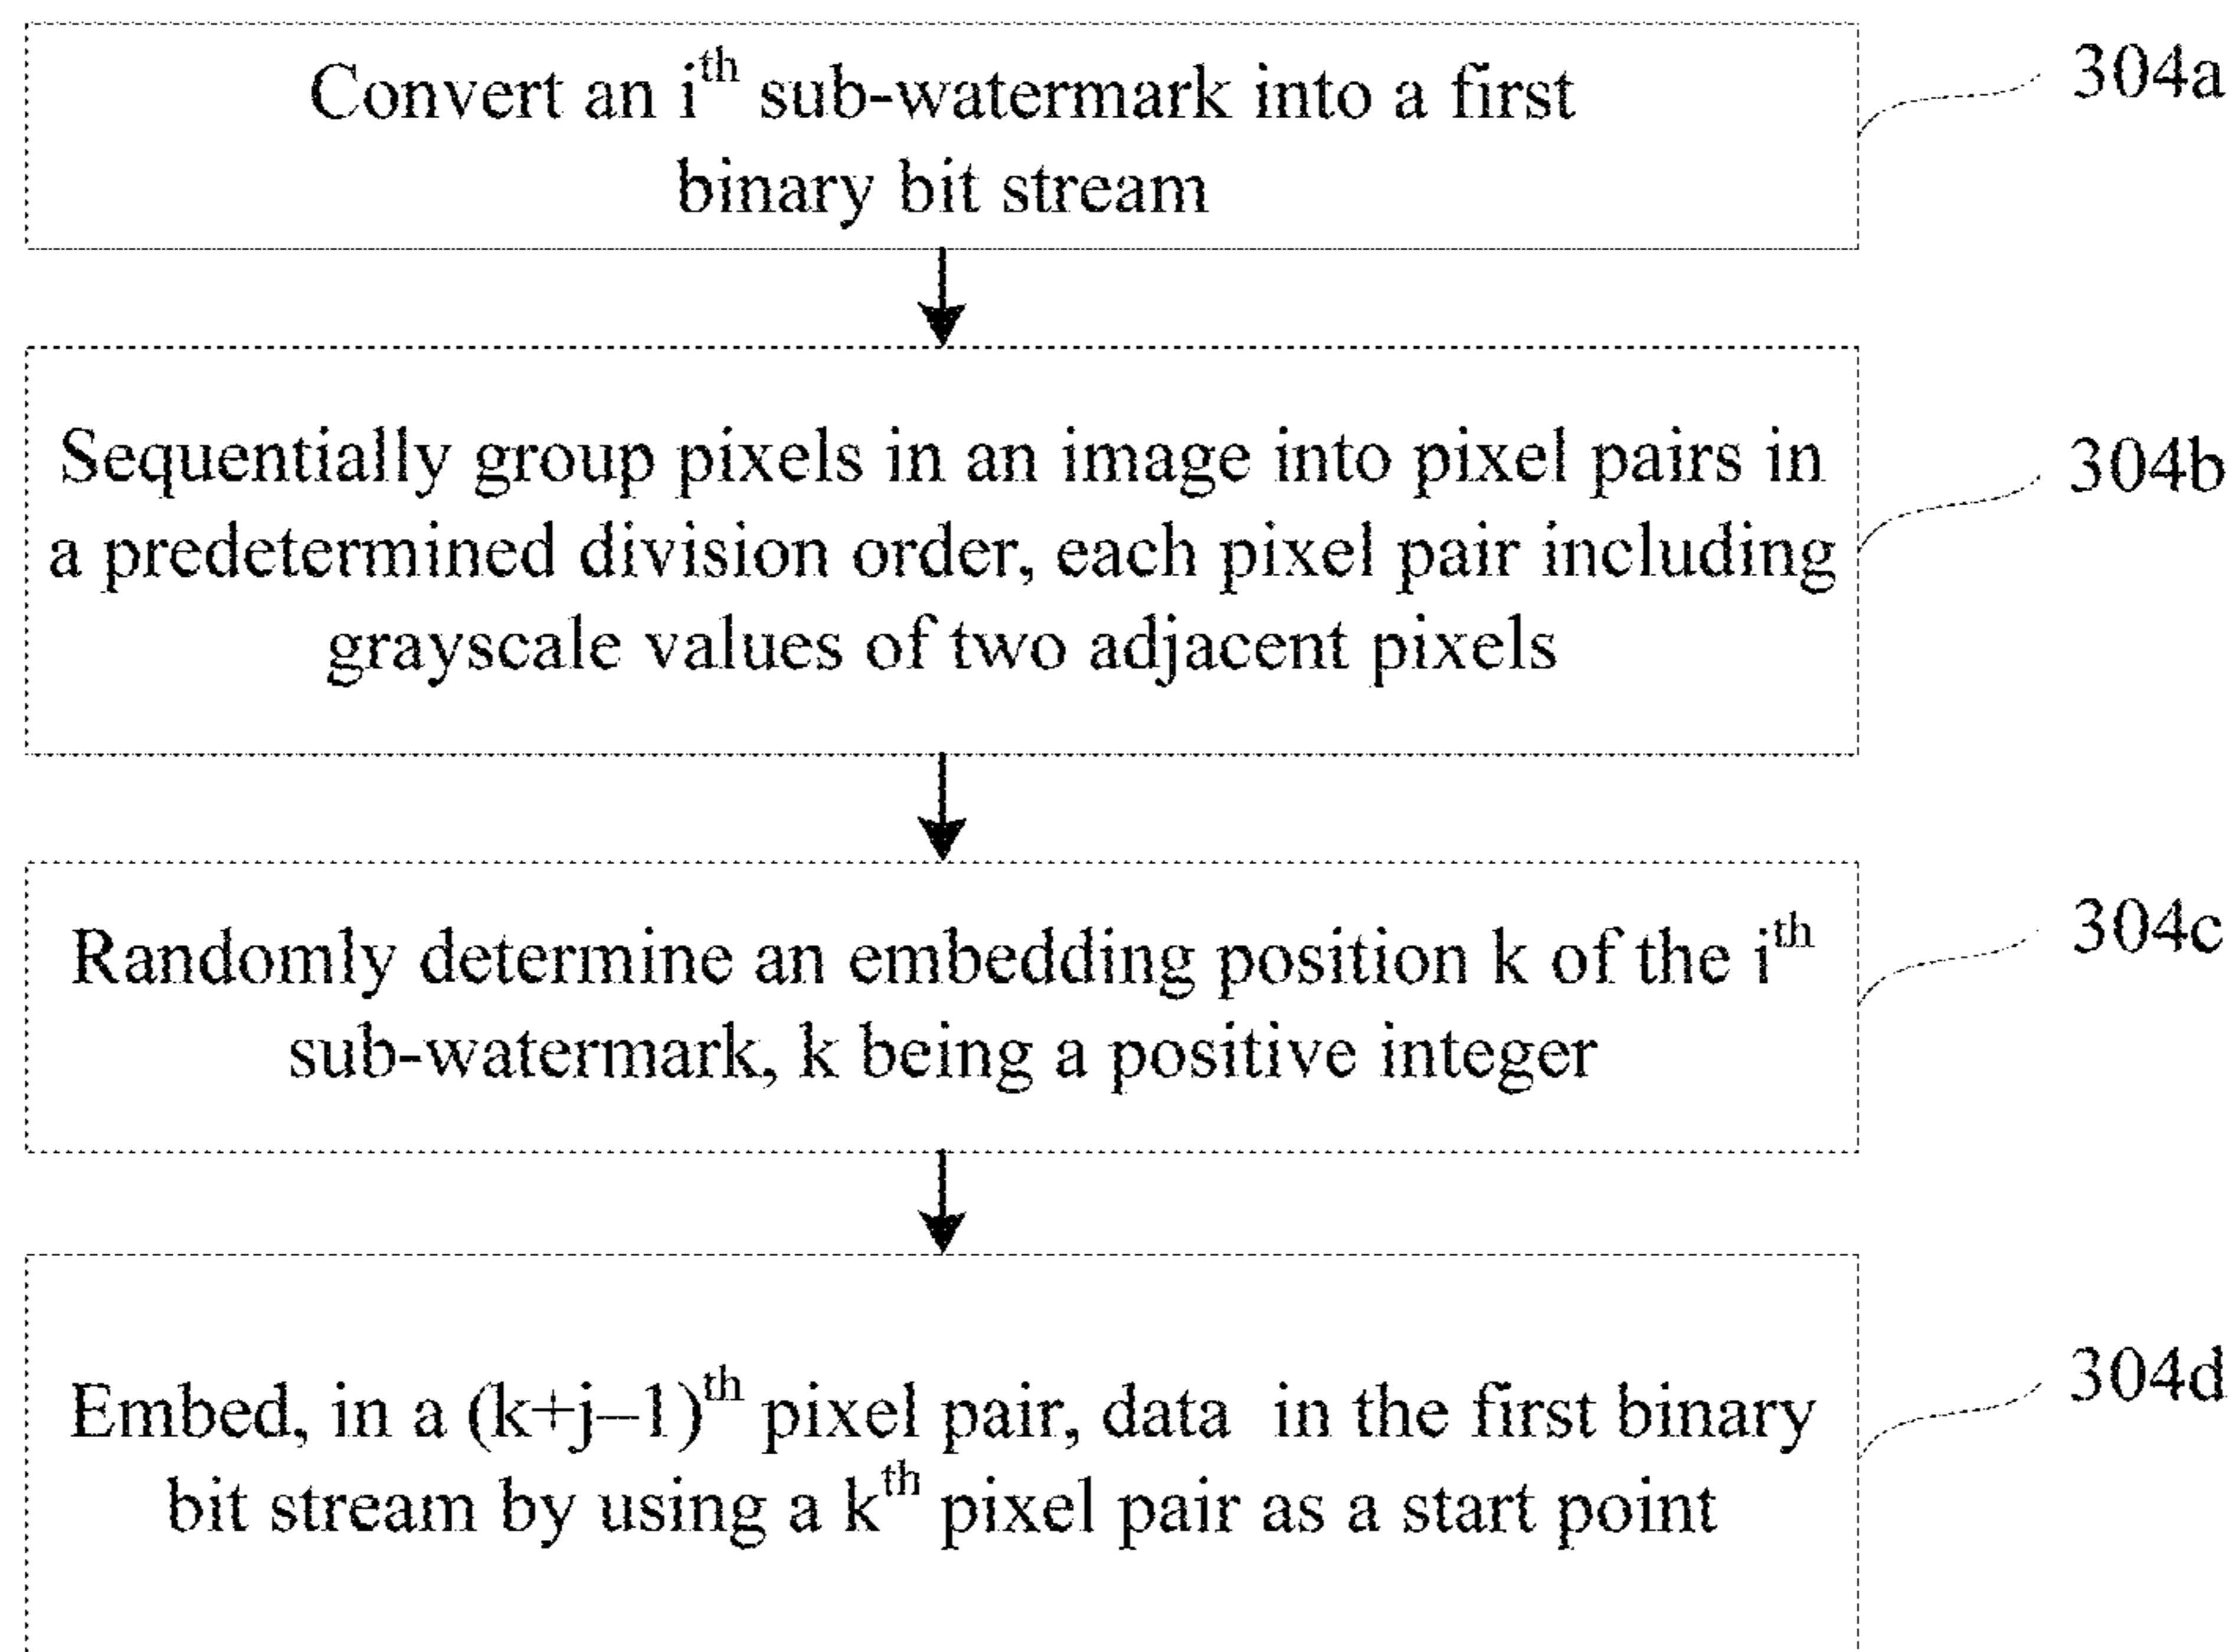 Convert an iᵗʰ sub-watermark into a first
binary bit stream
304a
Sequentially group pixels in an image into pixel pairs in
a predetermined division order, each pixel pair including
grayscale values of two adjacent pixels
304b
Randomly determine an embedding position k of the iᵗʰ
sub-watermark, k being a positive integer
304c
Embed, in a (k+j–1)ᵗʰ pixel pair, data in the first binary
bit stream by using a kᵗʰ pixel pair as a start point
304d